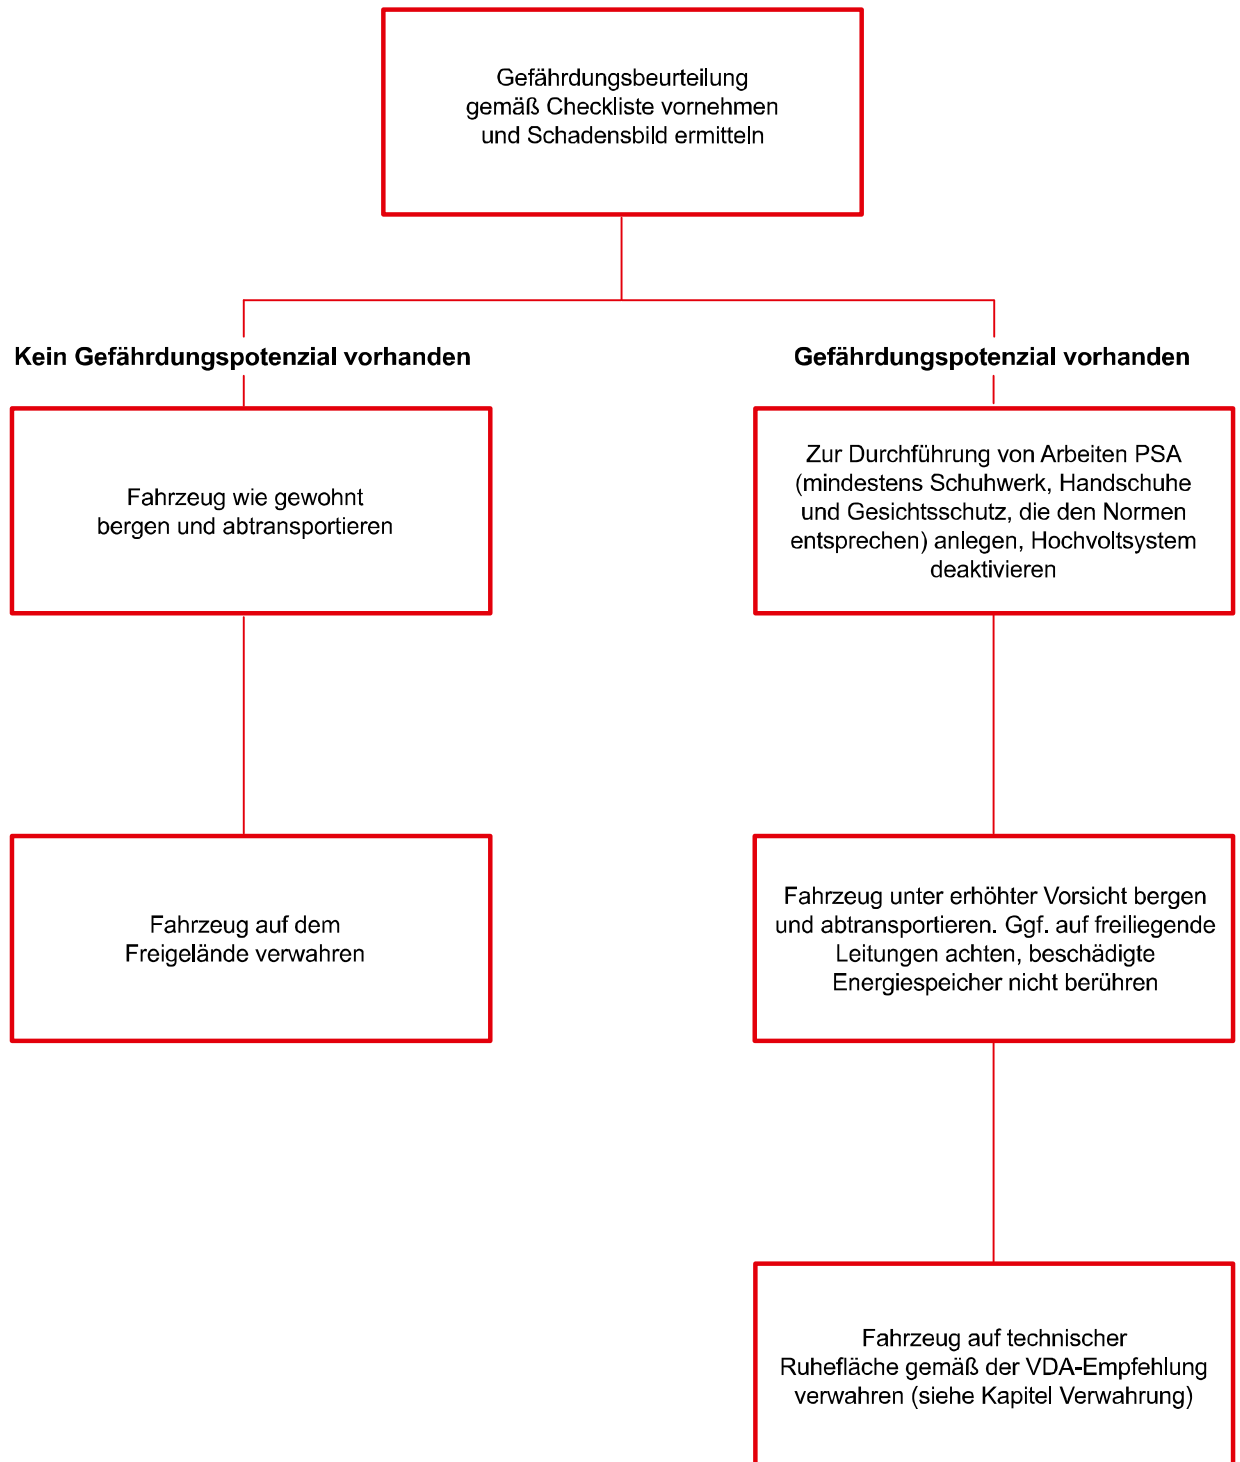 Gefährdungsbeurteilung
gemäß Checkliste vornehmen
und Schadensbild ermitteln
Kein Gefährdungspotenzial vorhanden
Fahrzeug wie gewohnt
bergen und abtransportieren
Fahrzeug auf dem
Freigelände verwahren
Gefährdungspotenzial vorhanden
Zur Durchführung von Arbeiten PSA
(mindestens Schuhwerk, Handschuhe
und Gesichtsschutz, die den Normen
entsprechen) anlegen, Hochvoltsystem
deaktivieren
Fahrzeug unter erhöhter Vorsicht bergen
und abtransportieren. Ggf. auf freiliegende
Leitungen achten, beschädigte
Energiespeicher nicht berühren
Fahrzeug auf technischer
Ruhefläche gemäß der VDA-Empfehlung
verwahren (siehe Kapitel Verwahrung)